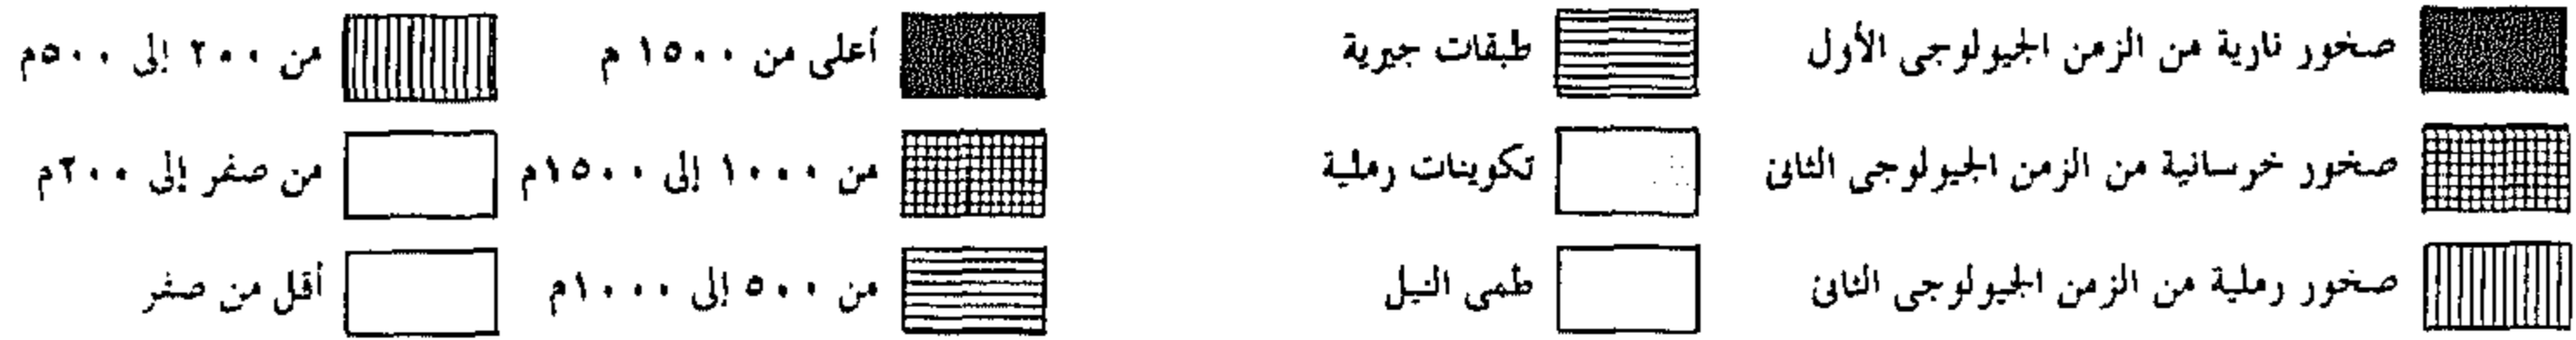 صخور نارية من الزمن الجيولوجى الأول
صخور خرسانية من الزمن الجيولوجى الثانى
صخور رملية من الزمن الجيولوجى الثانى
طبقات جيرية
تكوينات رملية
طمى النيل
أعلى من ١٥٠٠ م
من ١٠٠٠ إلى ١٥٠٠م
من ٥٠٠ إلى ١٠٠٠م
من ٢٠٠ إلى ٥٠٠م
من صفر إلى ٢٠٠م
أقل من صفر